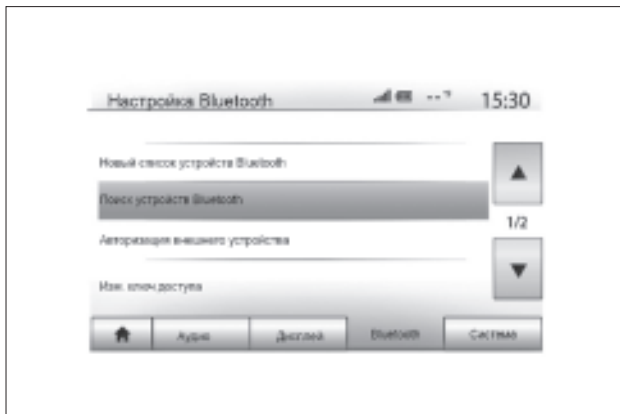 Настройка Bluetooth --° 15:30
Новый список устройств Bluetooth
Поиск устройств Bluetooth
1/2
Авторизация внешнего устройства
Изм. ключ доступа
Аудио Дисплей Bluetooth Система